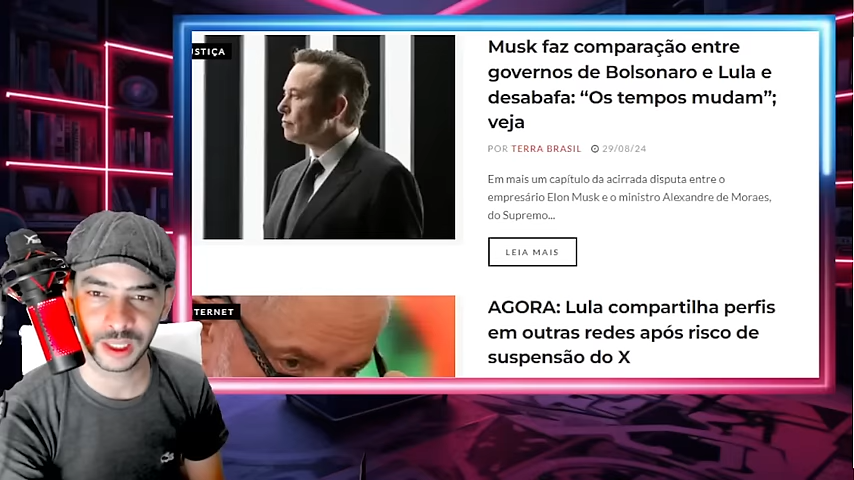 USTIÇA
Musk faz comparação entre
governos de Bolsonaro e Lula e
desabafa: “Os tempos mudam”;
veja
POR TERRA BRASIL 29/08/24
Em mais um capítulo da acirrada disputa entre o
empresário Elon Musk e o ministro Alexandre de Moraes,
do Supremo...
LEIA MAIS
TERNET
AGORA: Lula compartilha perfis
em outras redes após risco de
suspensão do X